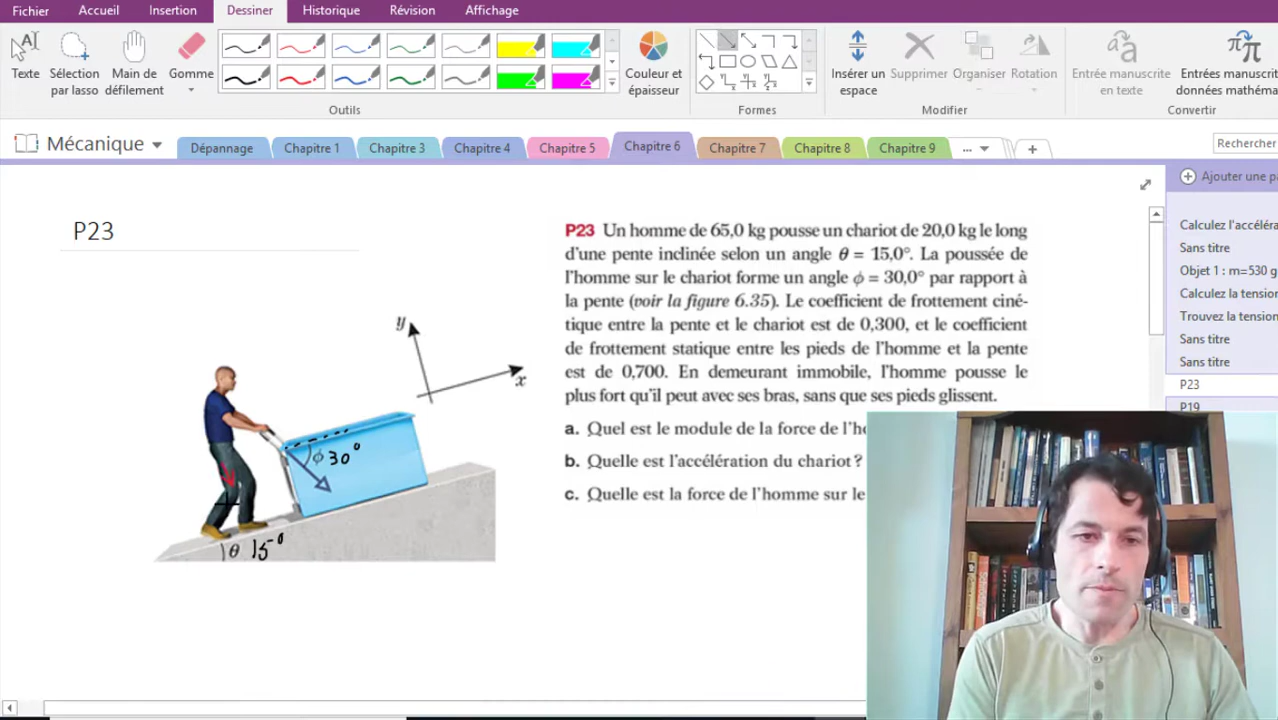 Fichier Accueil Insertion Dessiner Historique Révision Affichage
Texte
Sélection par lasso
Main de défilement
Gomme
Couleur et épaisseur
Insérer un espace
Supprimer
Organiser
Rotation
Entrée manuscrite en texte
Entrées manuscrit données mathéma
Outils
Formes
Modifier
Convertir
Mécanique
Dépannage
Chapitre 1
Chapitre 3
Chapitre 4
Chapitre 5
Chapitre 6
Chapitre 7
Chapitre 8
Chapitre 9
...
+
Rechercher
Ajouter une pa
Calculez l'accéléra
Sans titre
Objet 1 : m=530 g
Calculez la tension
Trouvez la tension
Sans titre
Sans titre
P23
P19
P23
P23 Un homme de 65,0 kg pousse un chariot de 20,0 kg le long
d'une pente inclinée selon un angle θ = 15,0°. La poussée de
l'homme sur le chariot forme un angle ϕ = 30,0° par rapport à
la pente (voir la figure 6.35). Le coefficient de frottement ciné-
tique entre la pente et le chariot est de 0,300, et le coefficient
de frottement statique entre les pieds de l'homme et la pente
est de 0,700. En demeurant immobile, l'homme pousse le
plus fort qu'il peut avec ses bras, sans que ses pieds glissent.
a. Quel est le module de la force de l'h
b. Quelle est l'accélération du chariot ?
c. Quelle est la force de l'homme sur le
y
x
ϕ 30°
θ 15°